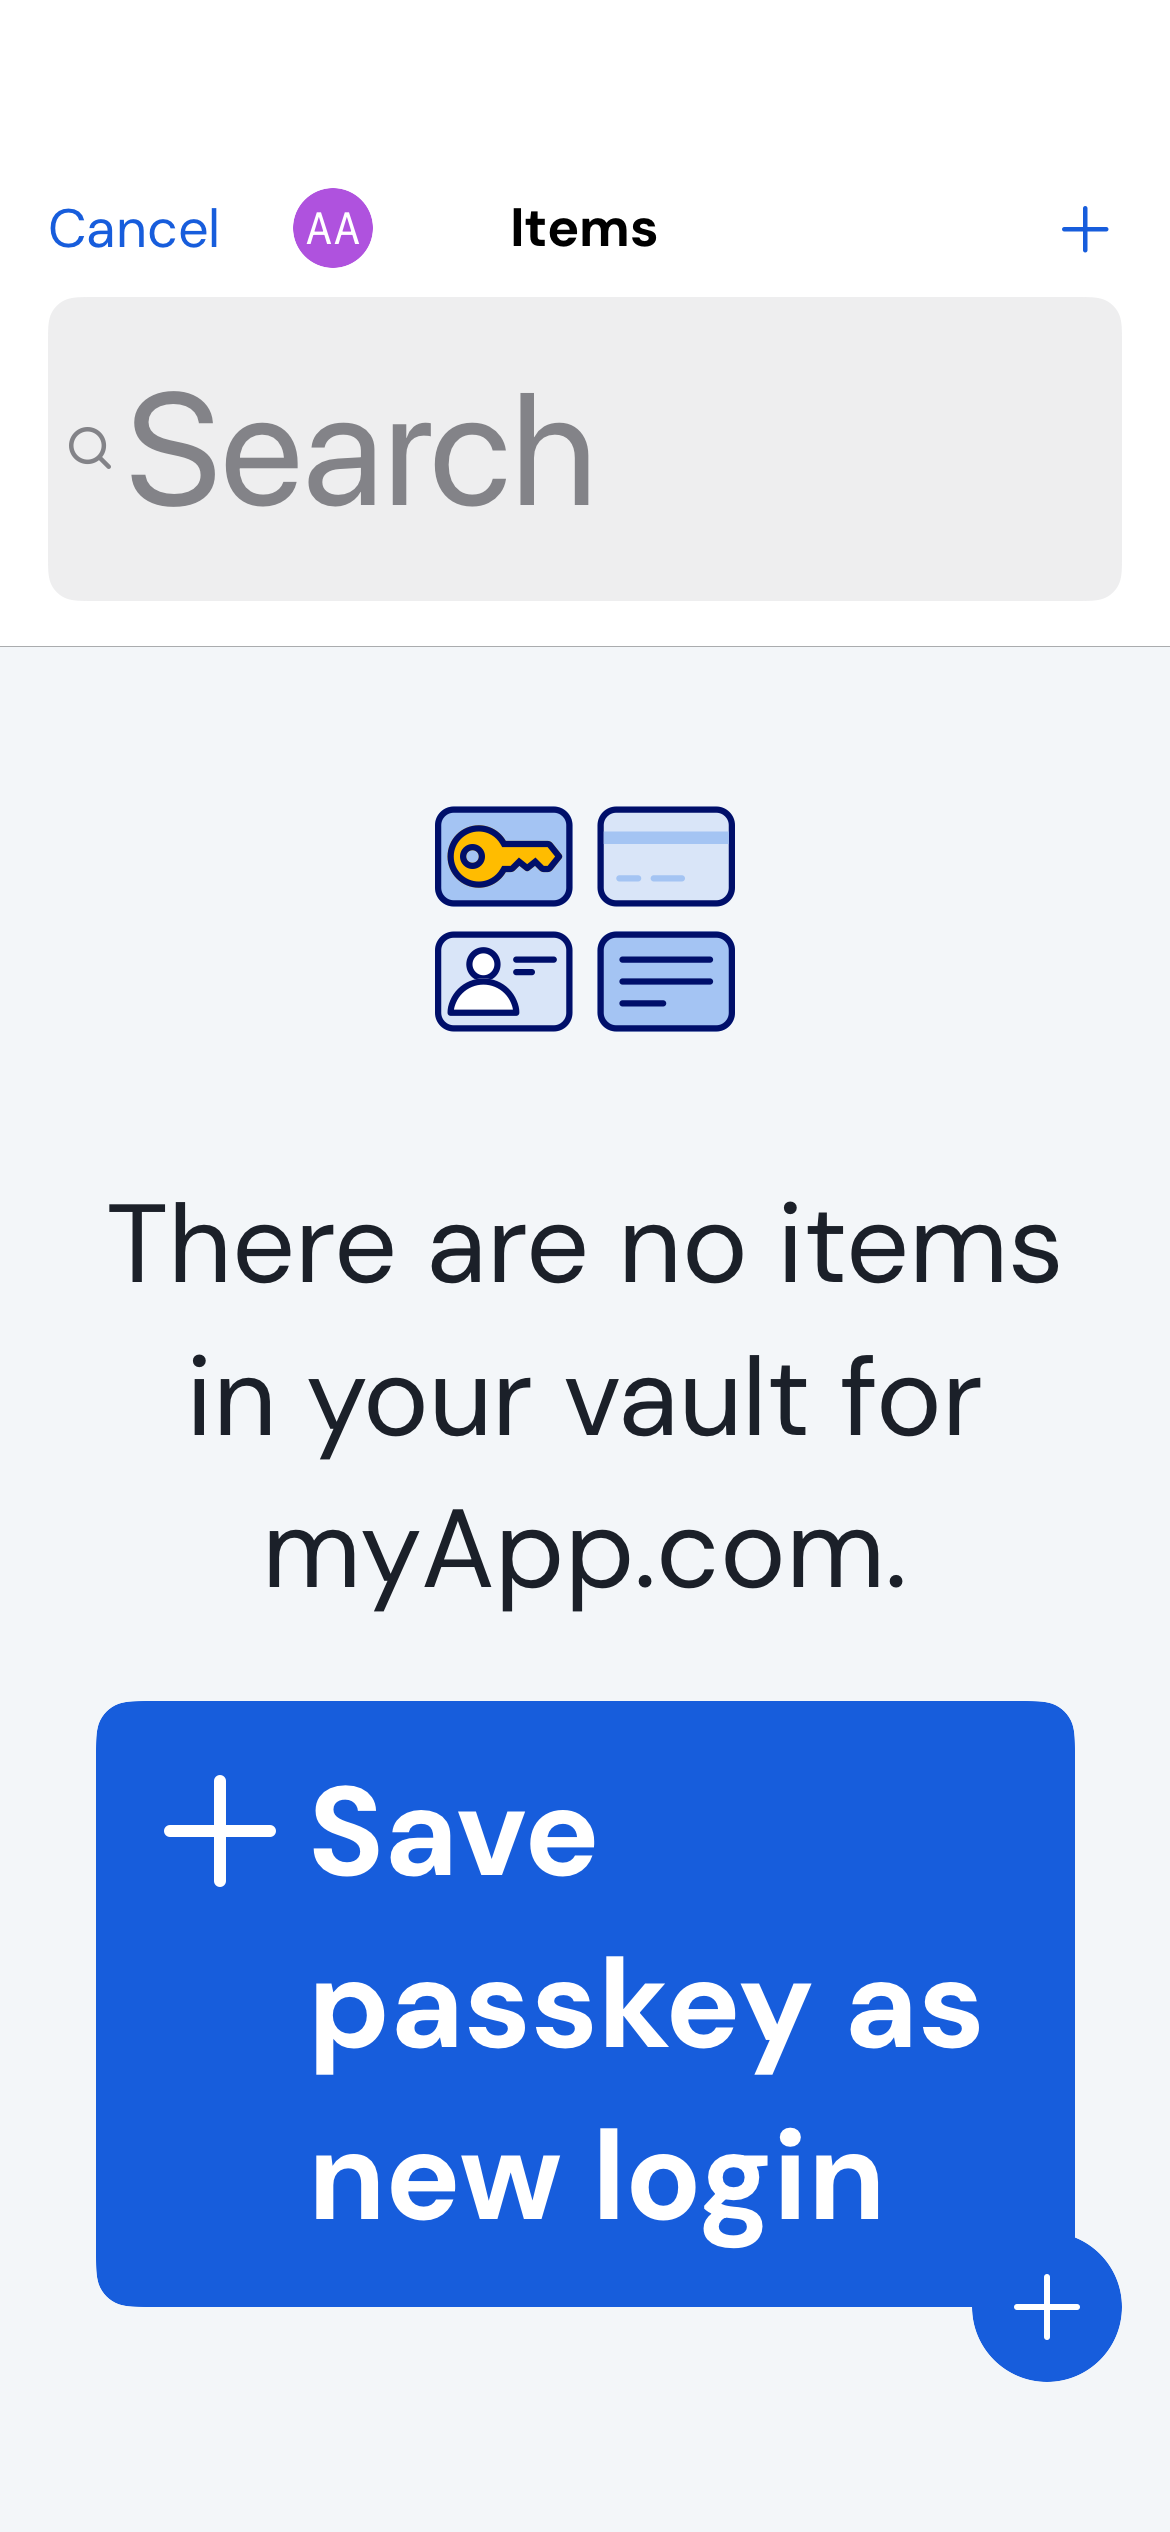 Cancel AA Items
Search
There are no items
in your vault for
myApp.com.
Save
passkey as
new login